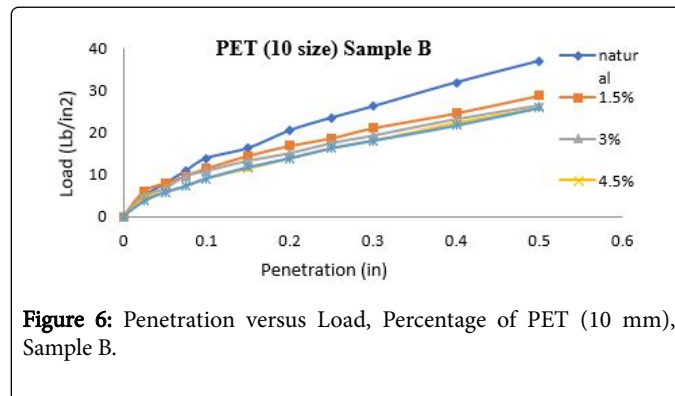 PET (10 size) Sample B
Load (Lb/in2)
40
30
20
10
0
0
0.1
0.2
0.3
0.4
0.5
0.6
Penetration (in)
natur
al
1.5%
3%
4.5%
Figure 6: Penetration versus Load, Percentage of PET (10 mm),
Sample B.